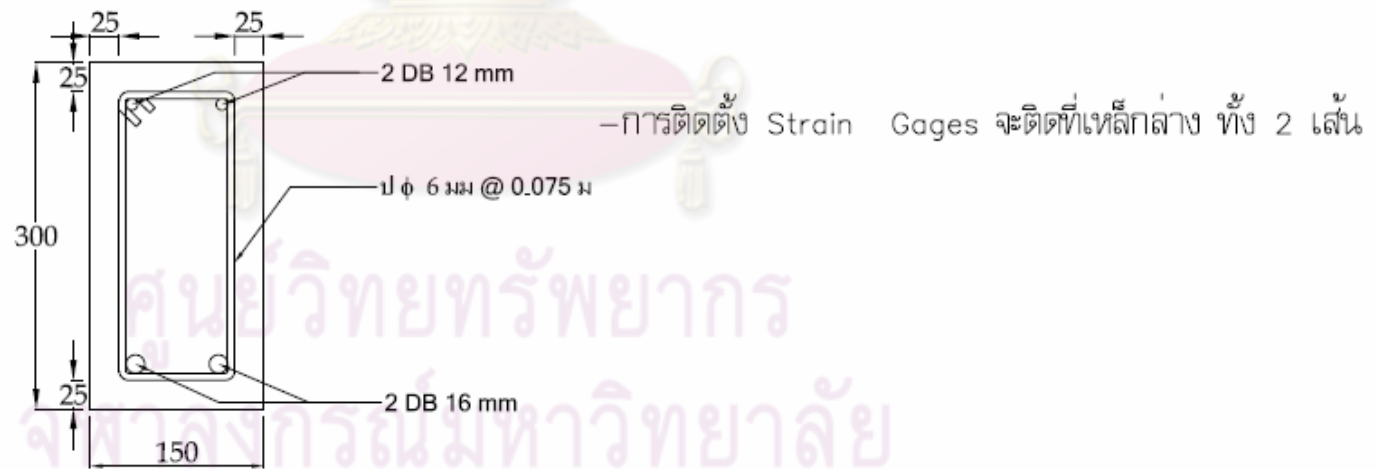 25 25
25
2 DB 12 mm
–การติดตั้ง Strain Gages จะติดที่เหล็กล่าง ทั้ง 2 เส้น
ป ϕ 6 มม @ 0.075 ม
300
ศูนย์วิทยทรัพยากร
25
2 DB 16 mm
จุฬาลงกรณ์มหาวิทยาลัย
150